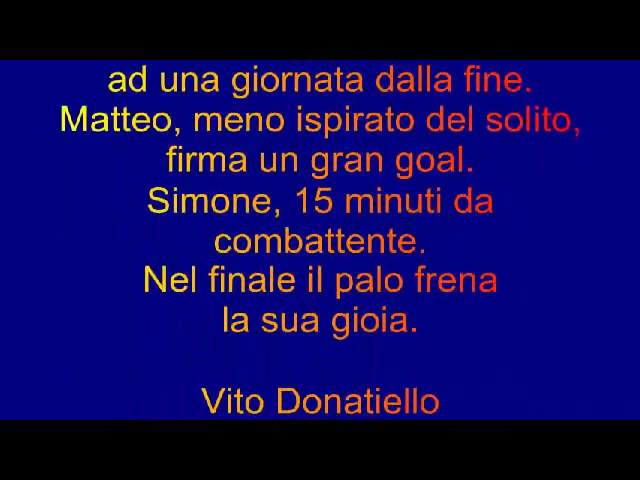 ad una giornata dalla fine.
Matteo, meno ispirato del solito,
firma un gran goal.
Simone, 15 minuti da
combattente.
Nel finale il palo frena
la sua gioia.
Vito Donatiello